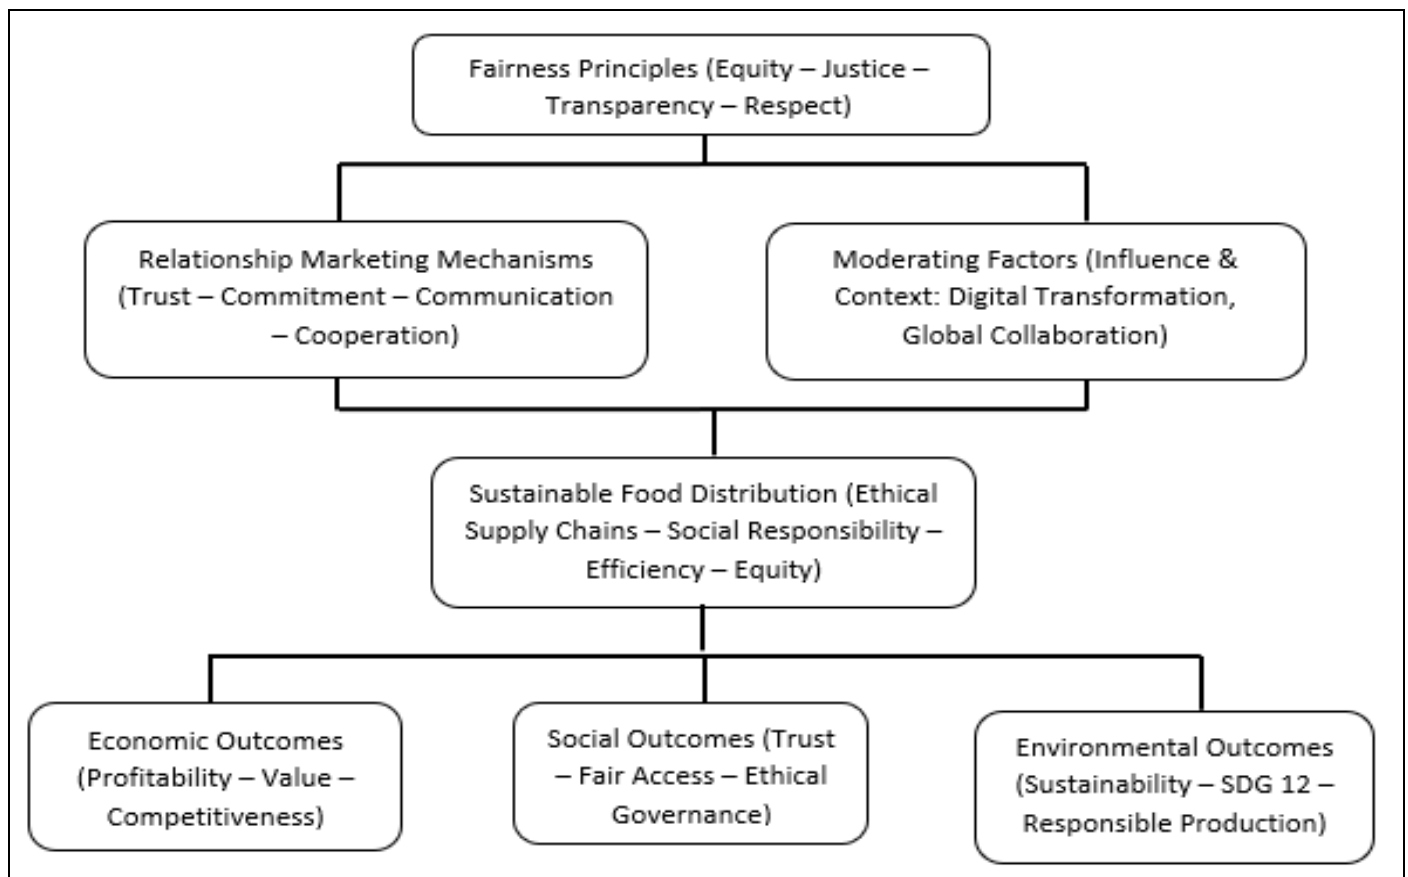 Fairness Principles (Equity – Justice –
Transparency – Respect)
Relationship Marketing Mechanisms
(Trust – Commitment – Communication
– Cooperation)
Moderating Factors (Influence &
Context: Digital Transformation,
Global Collaboration)
Sustainable Food Distribution (Ethical
Supply Chains – Social Responsibility –
Efficiency – Equity)
Economic Outcomes
(Profitability – Value –
Competitiveness)
Social Outcomes (Trust
– Fair Access – Ethical
Governance)
Environmental Outcomes
(Sustainability – SDG 12 –
Responsible Production)